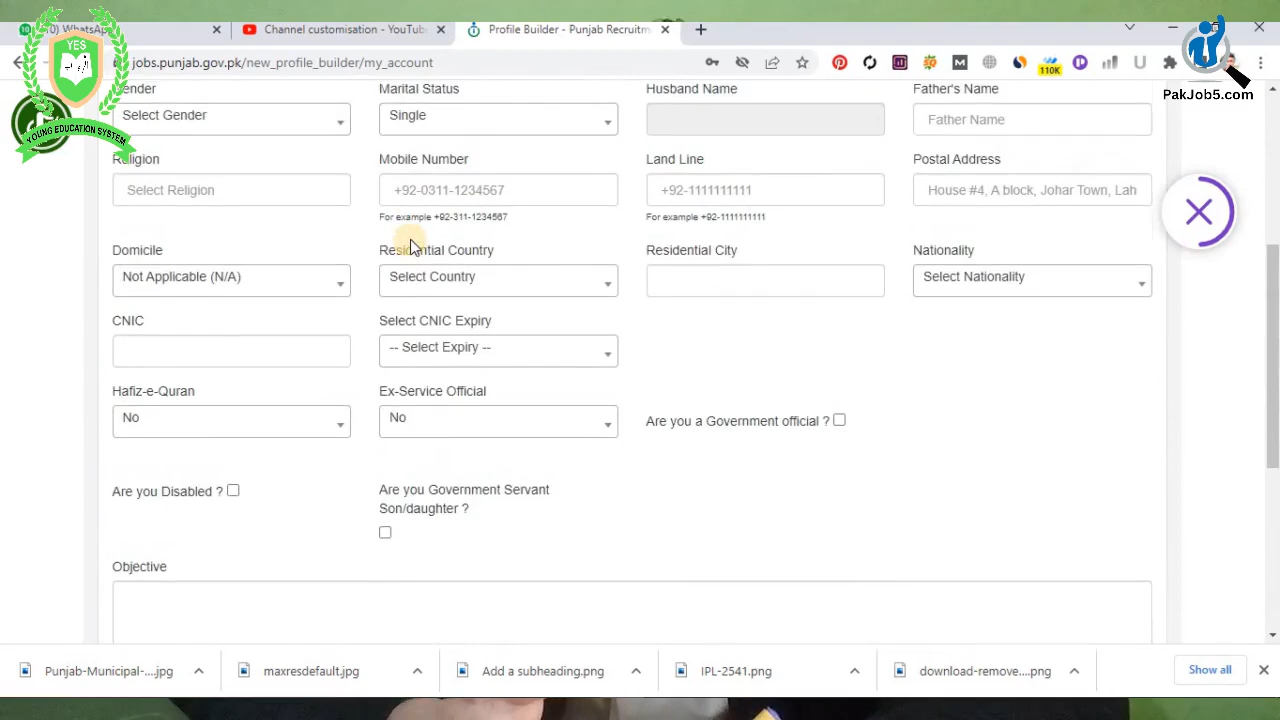 10) WhatsApp
Channel customisation - YouTube
Profile Builder - Punjab Recruitm
jobs.punjab.gov.pk/new_profile_builder/my_account
110K
YES
YOUNG EDUCATION SYSTEM
PakJob5.com
Gender
Marital Status
Husband Name
Father's Name
Select Gender
Single
Father Name
Religion
Mobile Number
Land Line
Postal Address
Select Religion
+92-0311-1234567
+92-1111111111
House #4, A block, Johar Town, Lah
For example +92-311-1234567
For example +92-1111111111
Domicile
Residential Country
Residential City
Nationality
Not Applicable (N/A)
Select Country
Select Nationality
CNIC
Select CNIC Expiry
-- Select Expiry --
Hafiz-e-Quran
Ex-Service Official
No
No
Are you a Government official ?
Are you Disabled ?
Are you Government Servant
Son/daughter ?
Objective
Punjab-Municipal-....jpg
maxresdefault.jpg
Add a subheading.png
IPL-2541.png
download-remove....png
Show all